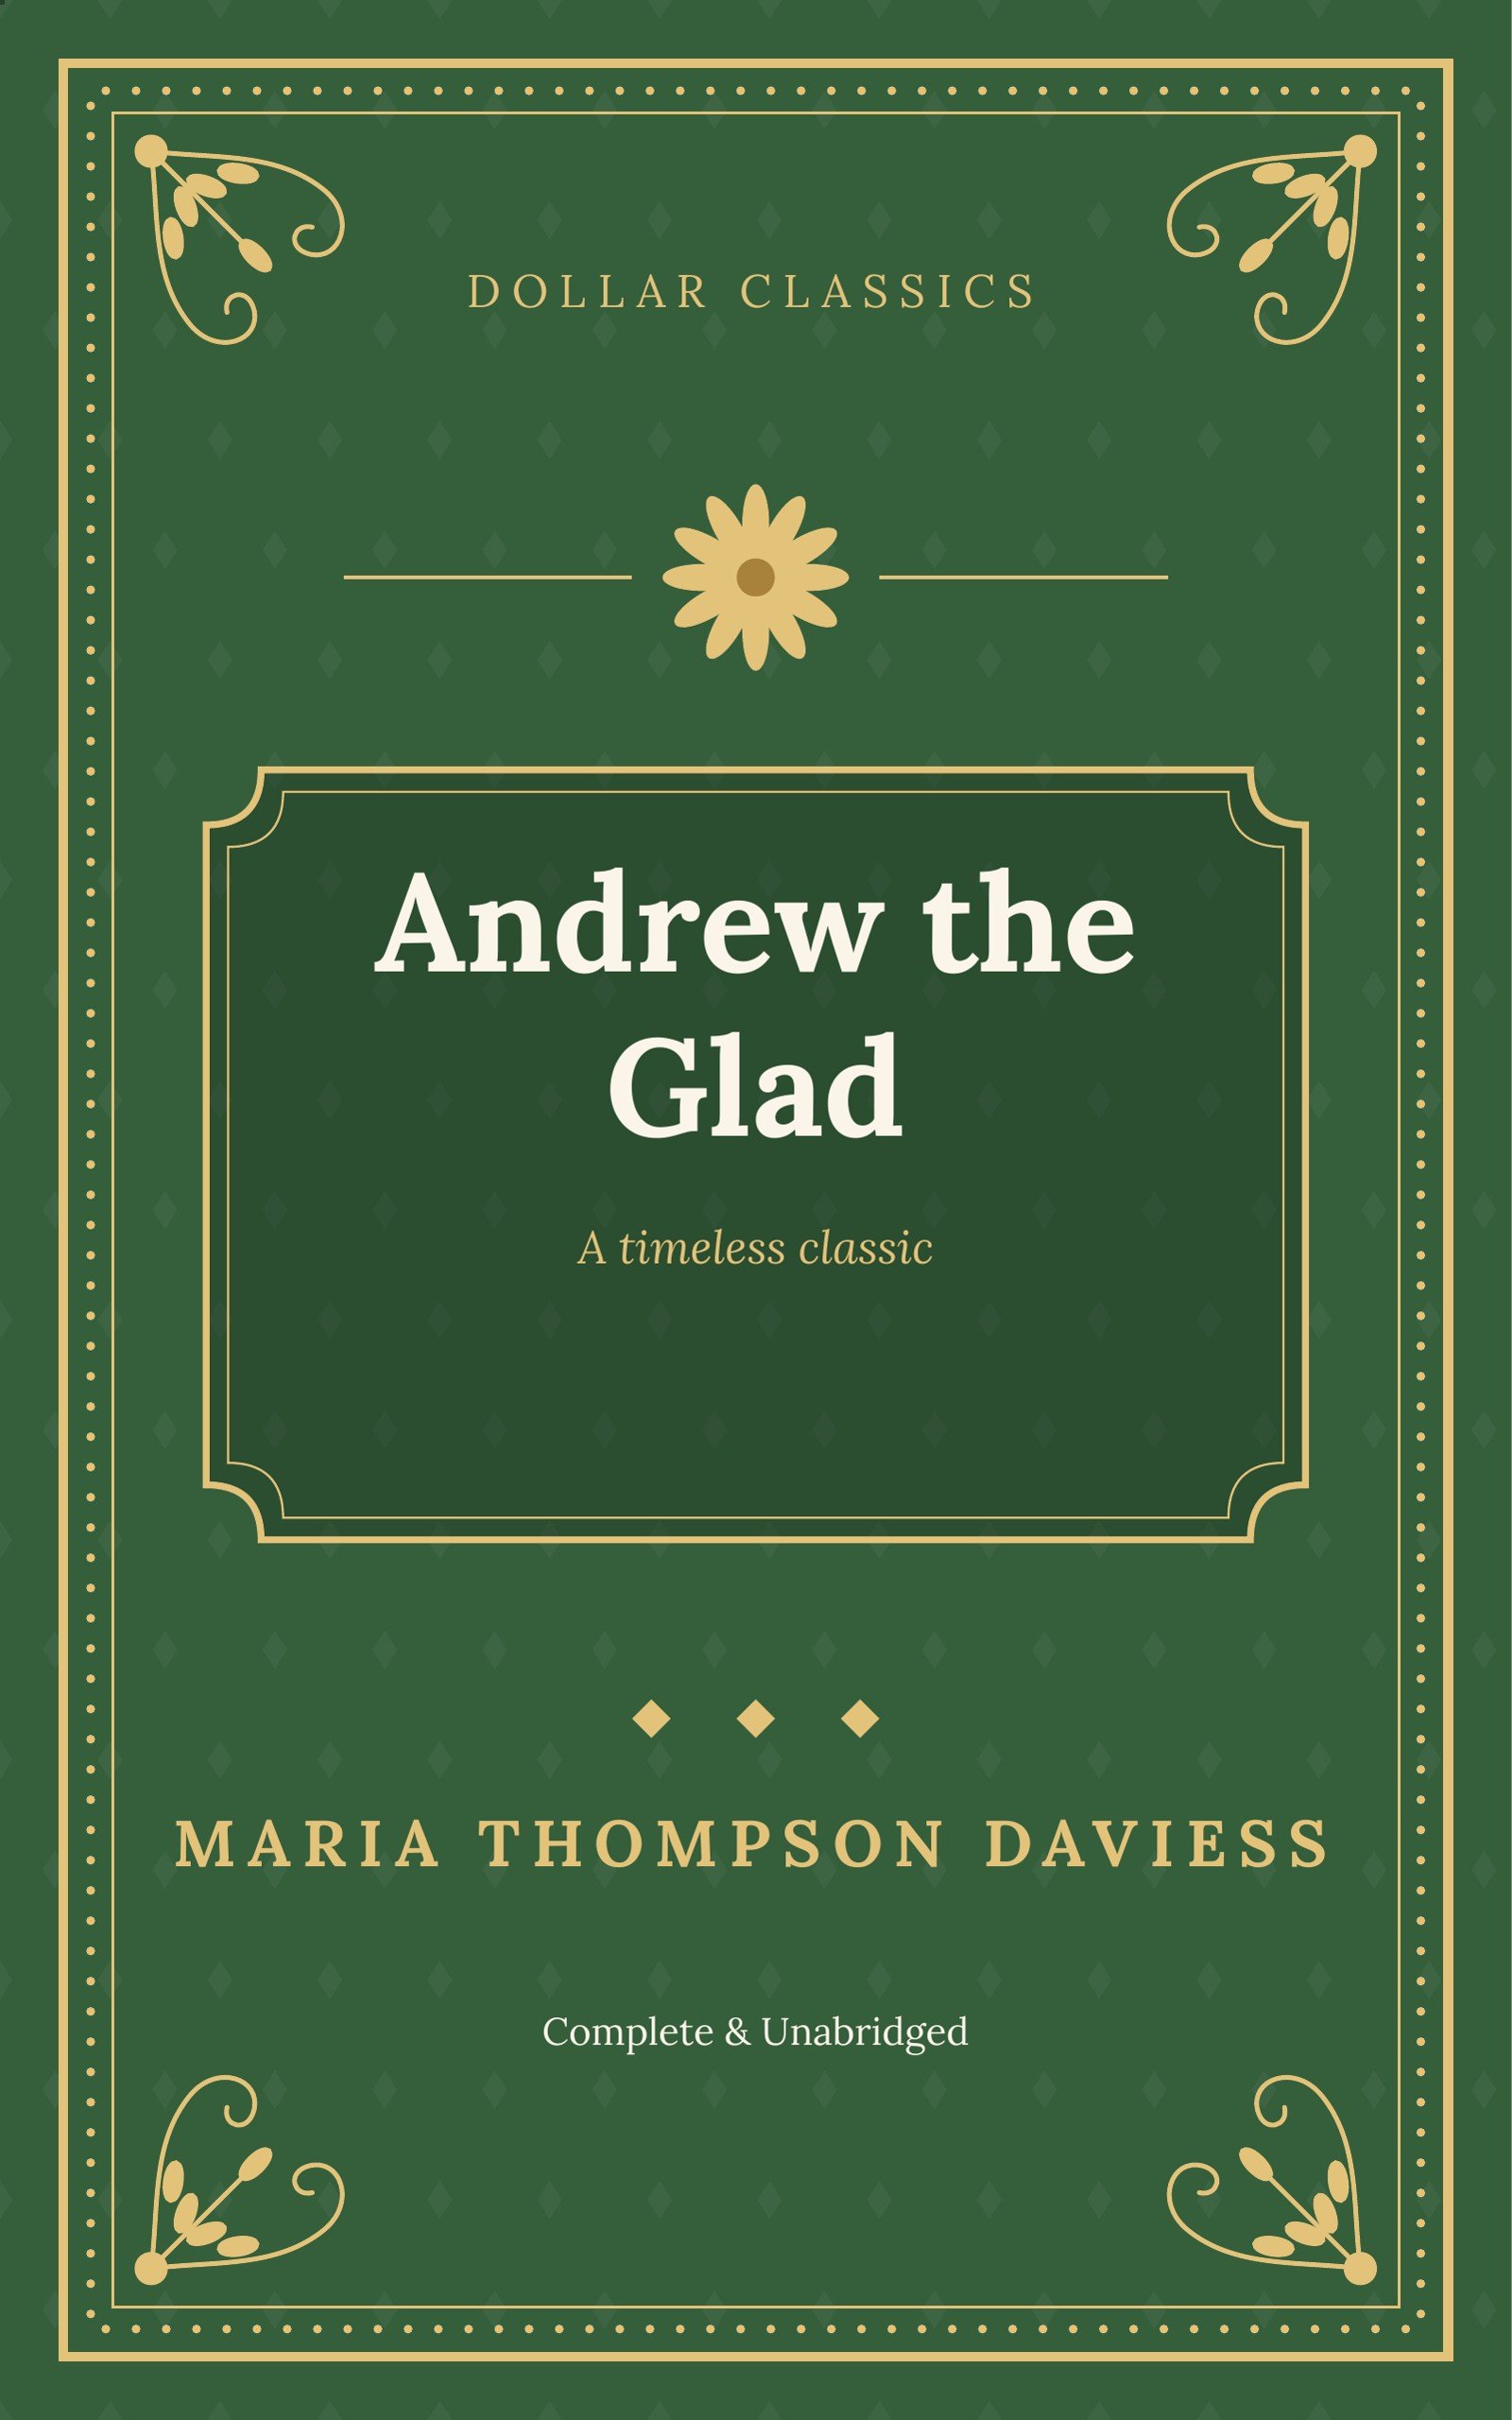 DOLLAR CLASSICS
Andrew the
Glad
A timeless classic
MARIA THOMPSON DAVIESS
Complete & Unabridged